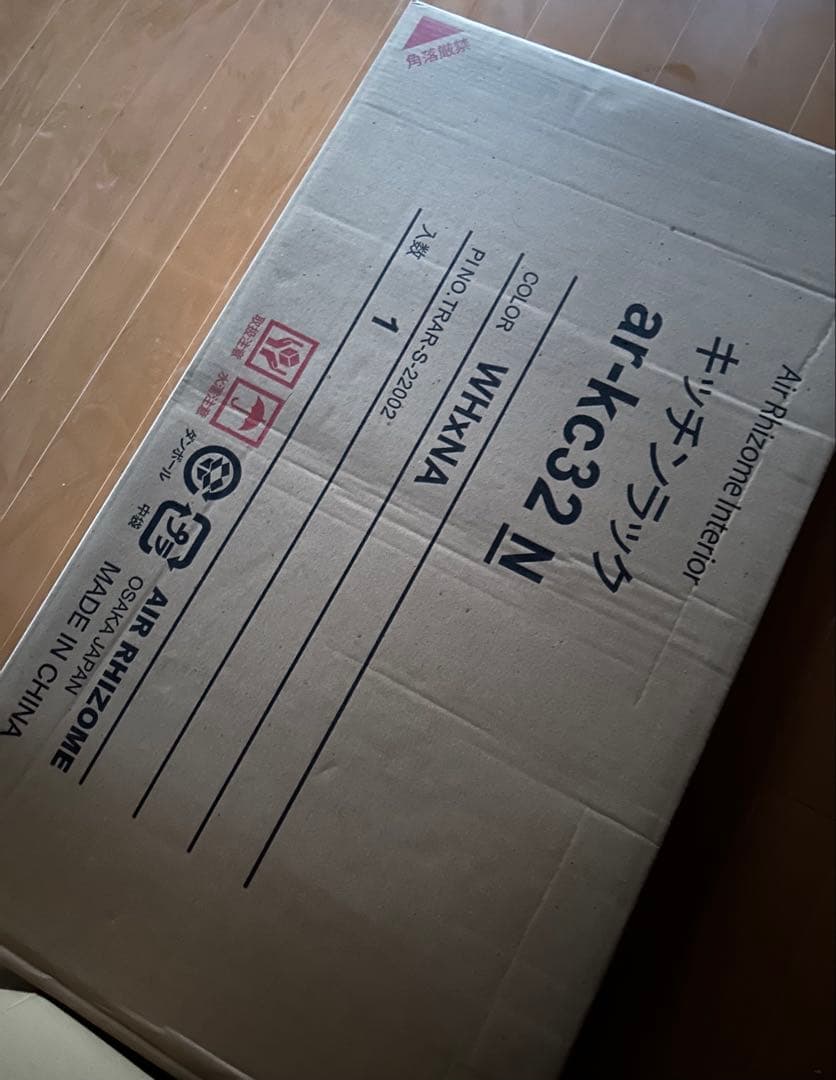 角落厳禁
Air Rhizome Interior
キッチンラック
ar-kc32 N
COLOR WHxNA
PI NO.TRAR-S-22002
入数 1
取扱注意
水濡注意
ダンボール
中袋
AIR RHIZOME
OSAKA JAPAN
MADE IN CHINA